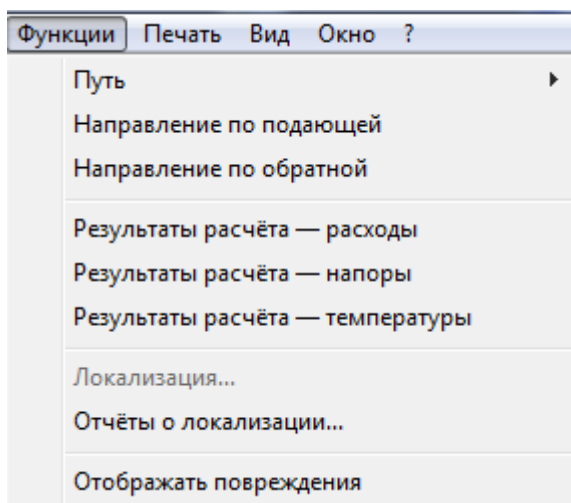 Функции Печать Вид Окно ?
Путь
Направление по подающей
Направление по обратной
Результаты расчёта — расходы
Результаты расчёта — напоры
Результаты расчёта — температуры
Локализация...
Отчёты о локализации...
Отображать повреждения